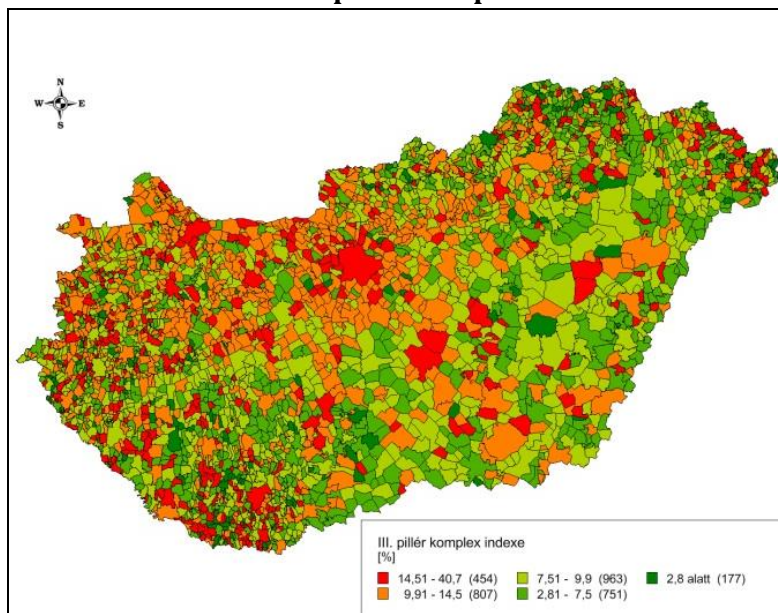 N
W E
S
III. pillér komplex indexe
[%]
14,51 - 40,7 (454) 7,51 - 9,9 (963) 2,8 alatt (177)
9,91 - 14,5 (807) 2,81 - 7,5 (751)